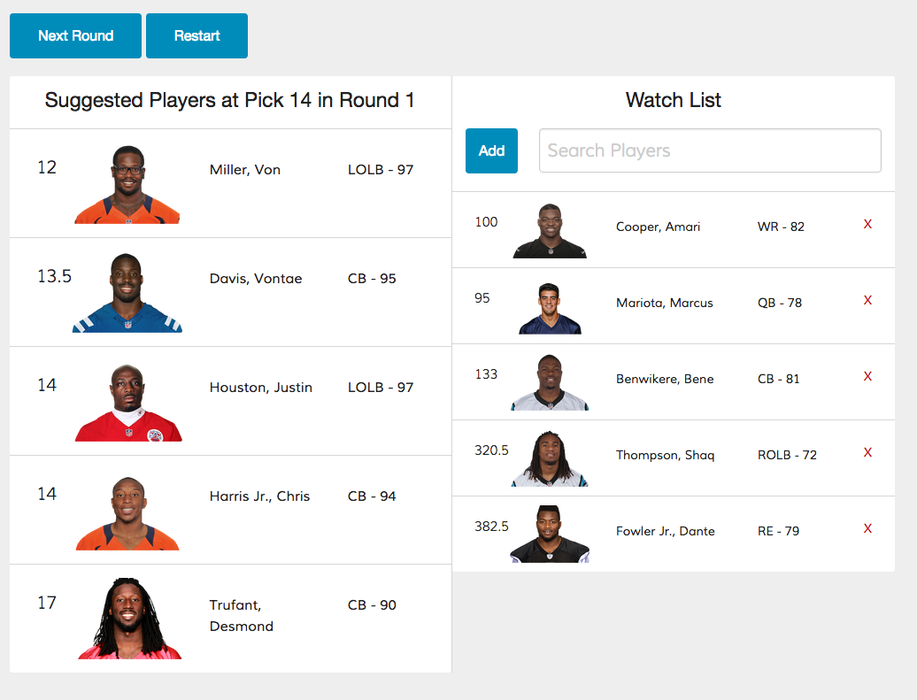 Next Round
Restart
Suggested Players at Pick 14 in Round 1
12 Miller, Von LOLB - 97
13.5 Davis, Vontae CB - 95
14 Houston, Justin LOLB - 97
14 Harris Jr., Chris CB - 94
17 Trufant, CB - 90
Desmond
Watch List
Add Search Players
100 Cooper, Amari WR - 82 X
95 Mariota, Marcus QB - 78 X
133 Benwikere, Bene CB - 81 X
320.5 Thompson, Shaq ROLB - 72 X
382.5 Fowler Jr., Dante RE - 79 X